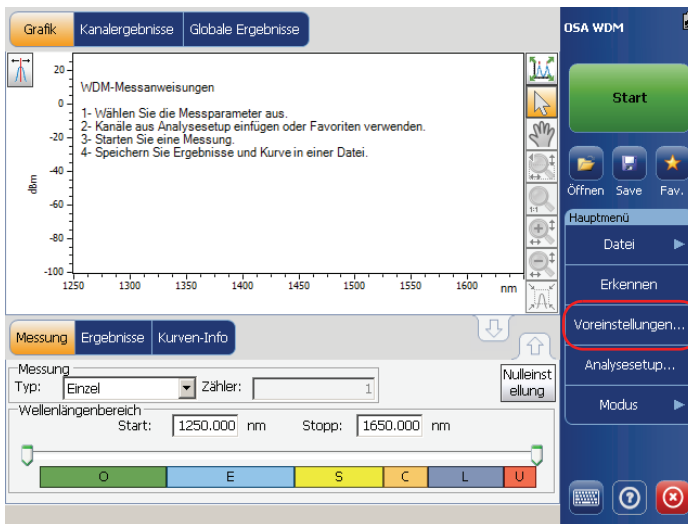 Grafik Kanalergebnisse Globale Ergebnisse
20
0
-20
-40
-60
-80
-100
dBm
WDM-Messanweisungen
1- Wählen Sie die Messparameter aus.
2- Kanäle aus Analysesetup einfügen oder Favoriten verwenden.
3- Starten Sie eine Messung.
4- Speichern Sie Ergebnisse und Kurve in einer Datei.
1250 1300 1350 1400 1450 1500 1550 1600 nm
1:1
Messung Ergebnisse Kurven-Info
Messung
Typ: Einzel Zähler: 1
Nulleinst
ellung
Wellenlängenbereich
Start: 1250.000 nm Stopp: 1650.000 nm
O E S C L U
OSA WDM
Start
Öffnen Save Fav.
Hauptmenü
Datei
Erkennen
Voreinstellungen...
Analysesetup...
Modus